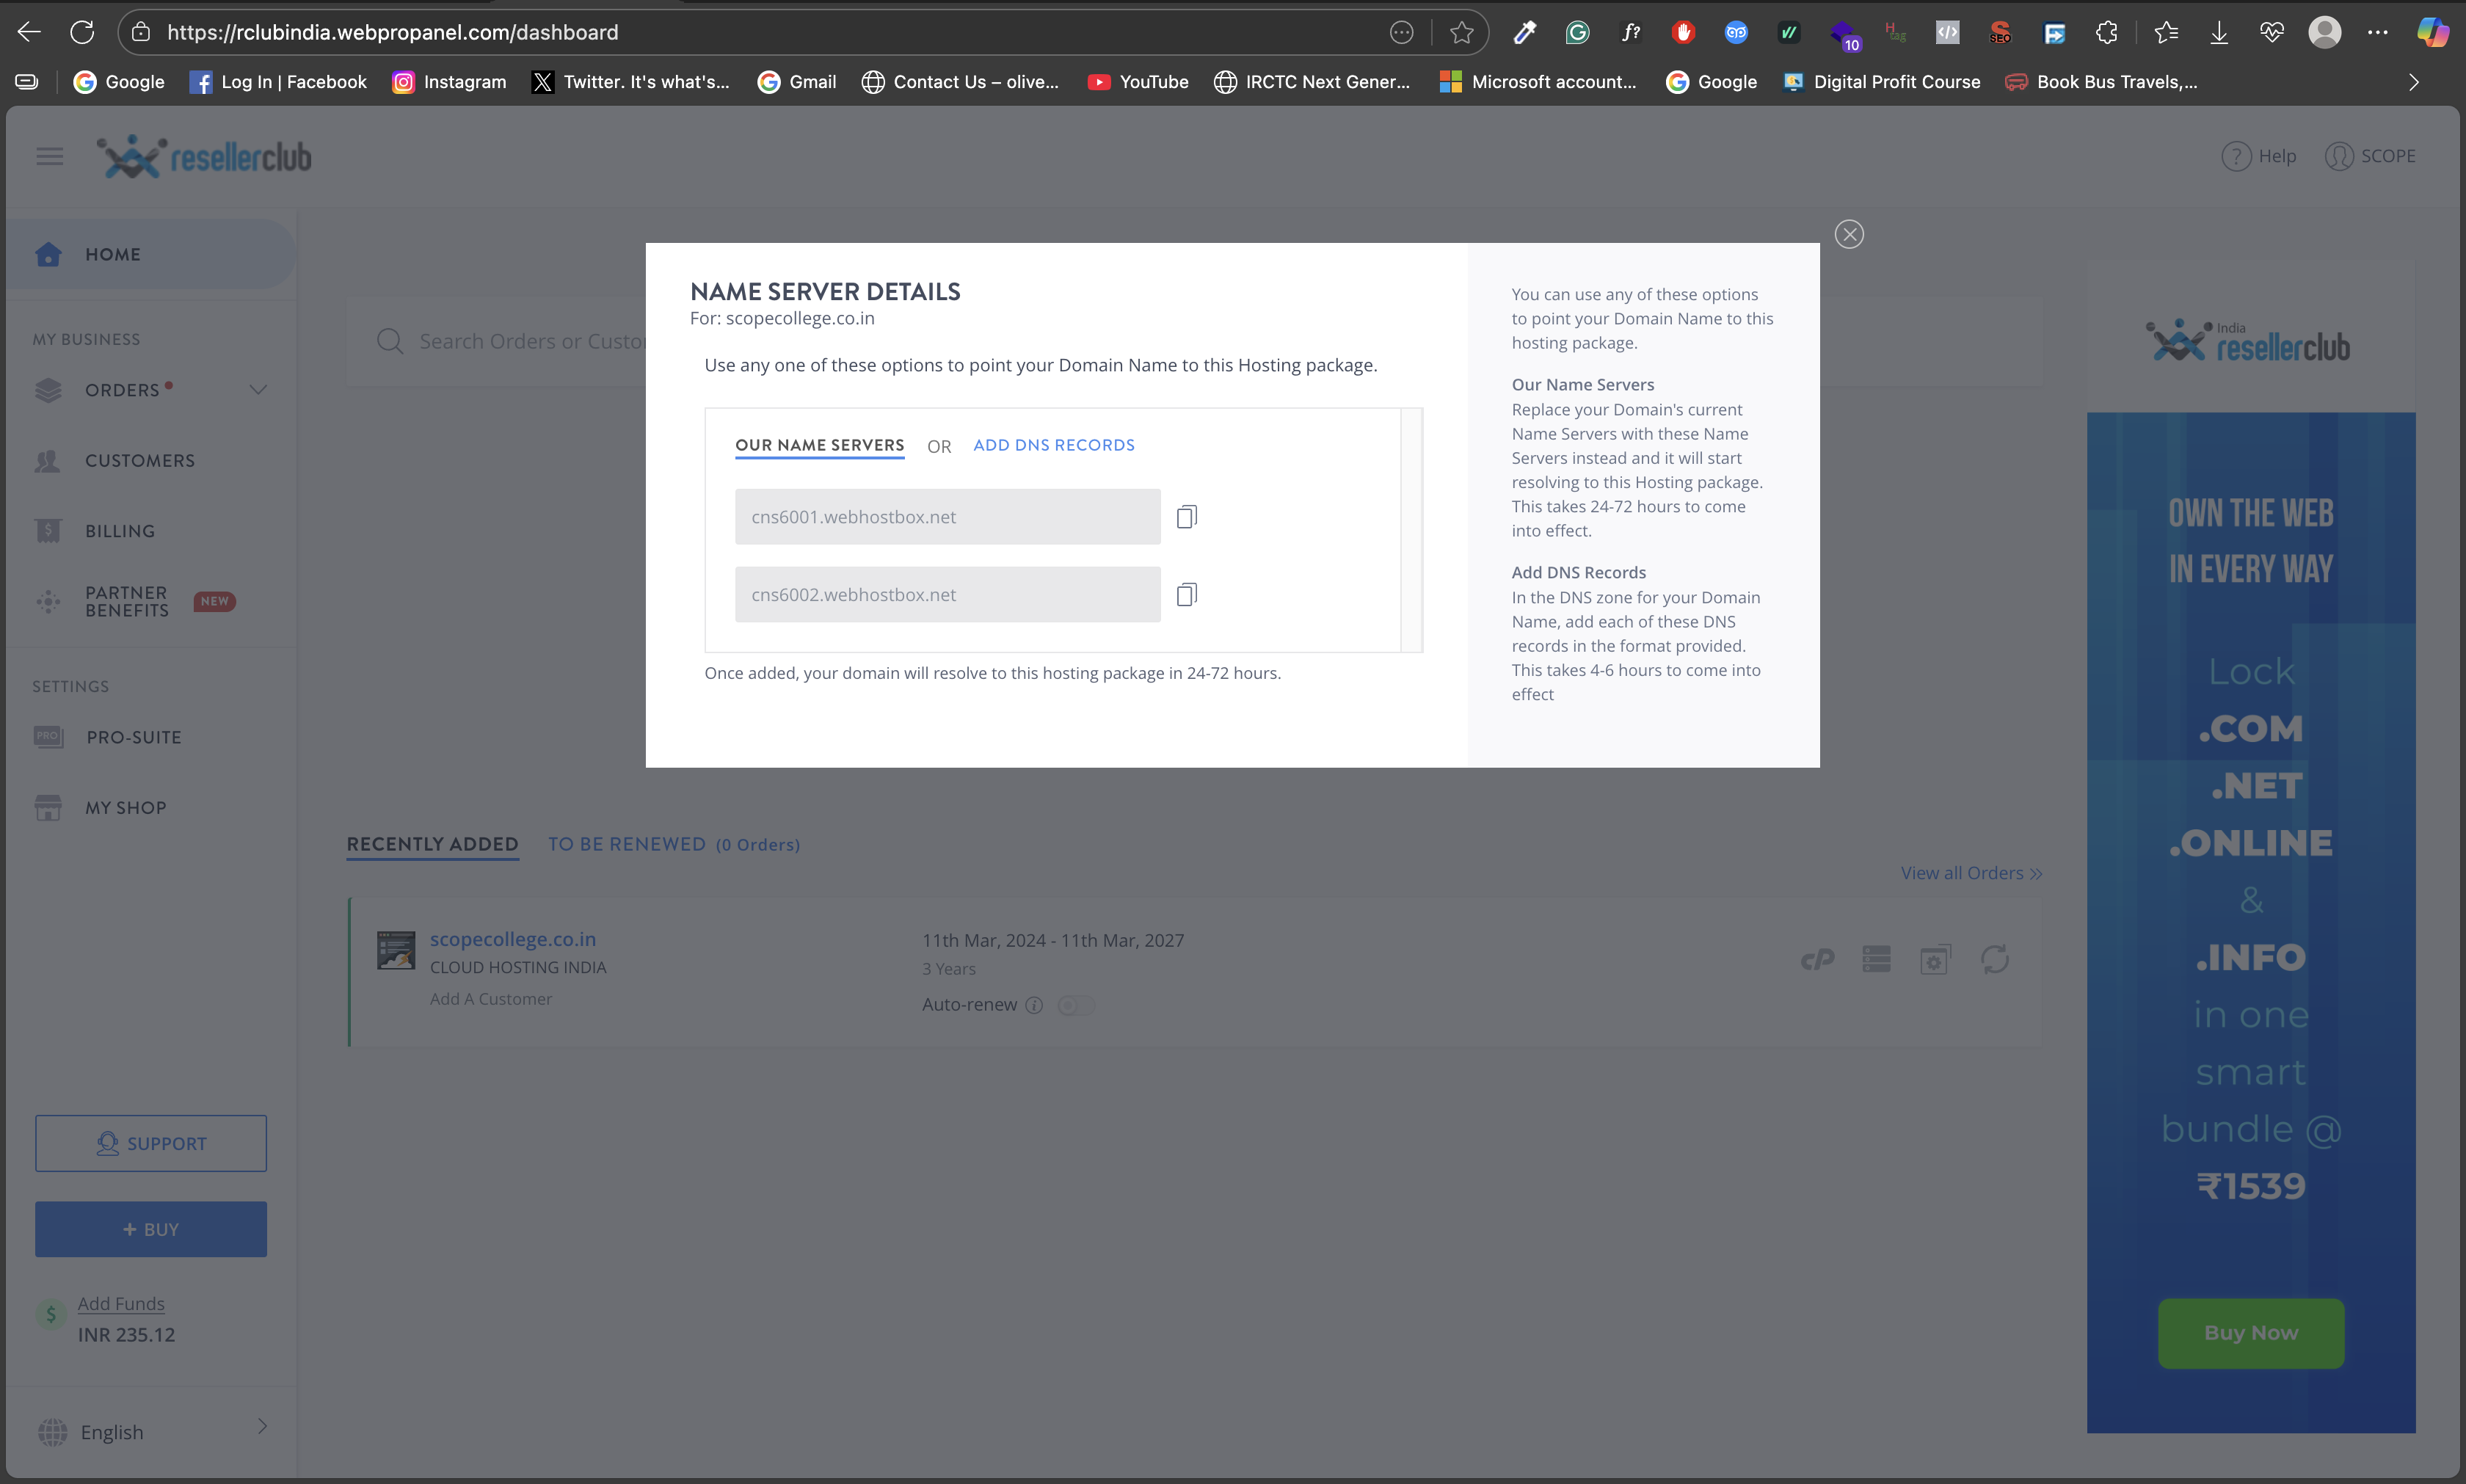 https://rclubindia.webpropanel.com/dashboard
f?
10
H
tag
</>
SEO
Google
Log In | Facebook
Instagram
Twitter. It's what's...
Gmail
Contact Us – olive...
YouTube
IRCTC Next Gener...
Microsoft account...
Google
Digital Profit Course
Book Bus Travels,...
resellerclub
Help
SCOPE
HOME
MY BUSINESS
ORDERS
CUSTOMERS
BILLING
PARTNER
BENEFITS
NEW
SETTINGS
PRO
PRO-SUITE
MY SHOP
SUPPORT
+ BUY
Add Funds
INR 235.12
English
Search Orders or Custo
NAME SERVER DETAILS
For: scopecollege.co.in
Use any one of these options to point your Domain Name to this Hosting package.
OUR NAME SERVERS OR ADD DNS RECORDS
cns6001.webhostbox.net
cns6002.webhostbox.net
Once added, your domain will resolve to this hosting package in 24-72 hours.
You can use any of these options
to point your Domain Name to this
hosting package.
Our Name Servers
Replace your Domain's current
Name Servers with these Name
Servers instead and it will start
resolving to this Hosting package.
This takes 24-72 hours to come
into effect.
Add DNS Records
In the DNS zone for your Domain
Name, add each of these DNS
records in the format provided.
This takes 4-6 hours to come into
effect
RECENTLY ADDED
TO BE RENEWED (0 Orders)
View all Orders
scopecollege.co.in
CLOUD HOSTING INDIA
Add A Customer
11th Mar, 2024 - 11th Mar, 2027
3 Years
Auto-renew
cP
India
resellerclub
OWN THE WEB
IN EVERY WAY
Lock
.COM
.NET
.ONLINE
&
.INFO
in one
smart
bundle @
₹1539
Buy Now